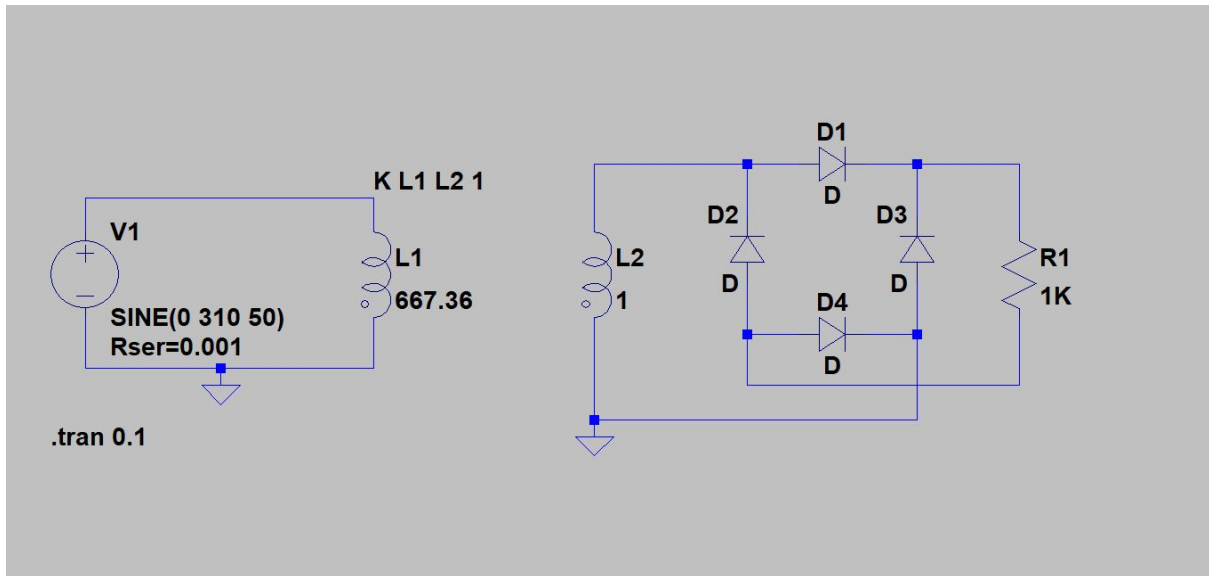 K L1 L2 1
V1
SINE(0 310 50)
Rser=0.001
L1
667.36
.tran 0.1
L2
1
D1
D
D2
D
D3
D
D4
D
R1
1K